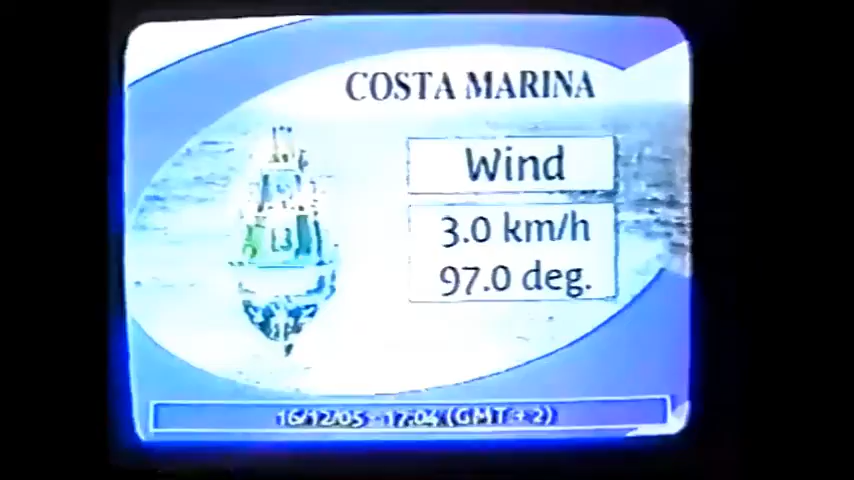 COSTA MARINA
Wind
3.0 km/h
97.0 deg.
16/12/05 - 17:04 (GMT + 2)